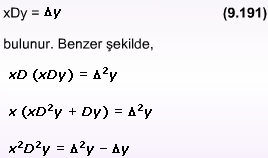 xDy = Δy (9.191)
bulunur. Benzer şekilde,
xD (xDy) = Δ²y
x (xD²y + Dy) = Δ²y
x²D²y = Δ²y − Δy